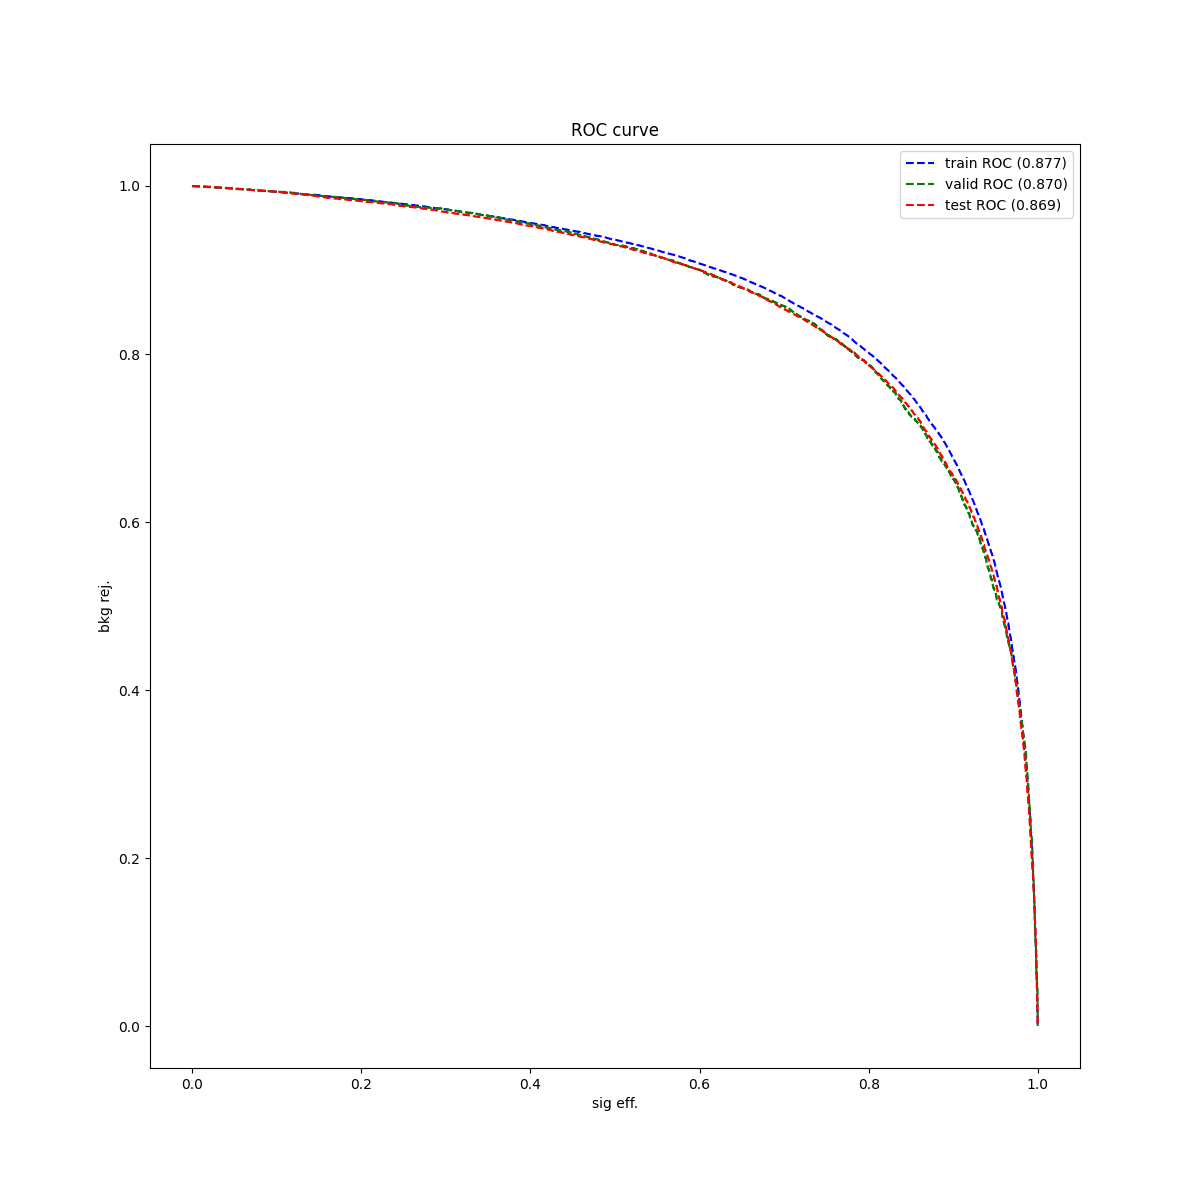 ROC curve
train ROC (0.877)
valid ROC (0.870)
test ROC (0.869)
1.0
0.8
0.6
0.4
0.2
0.0
bkg rej.
0.0 0.2 0.4 0.6 0.8 1.0
sig eff.